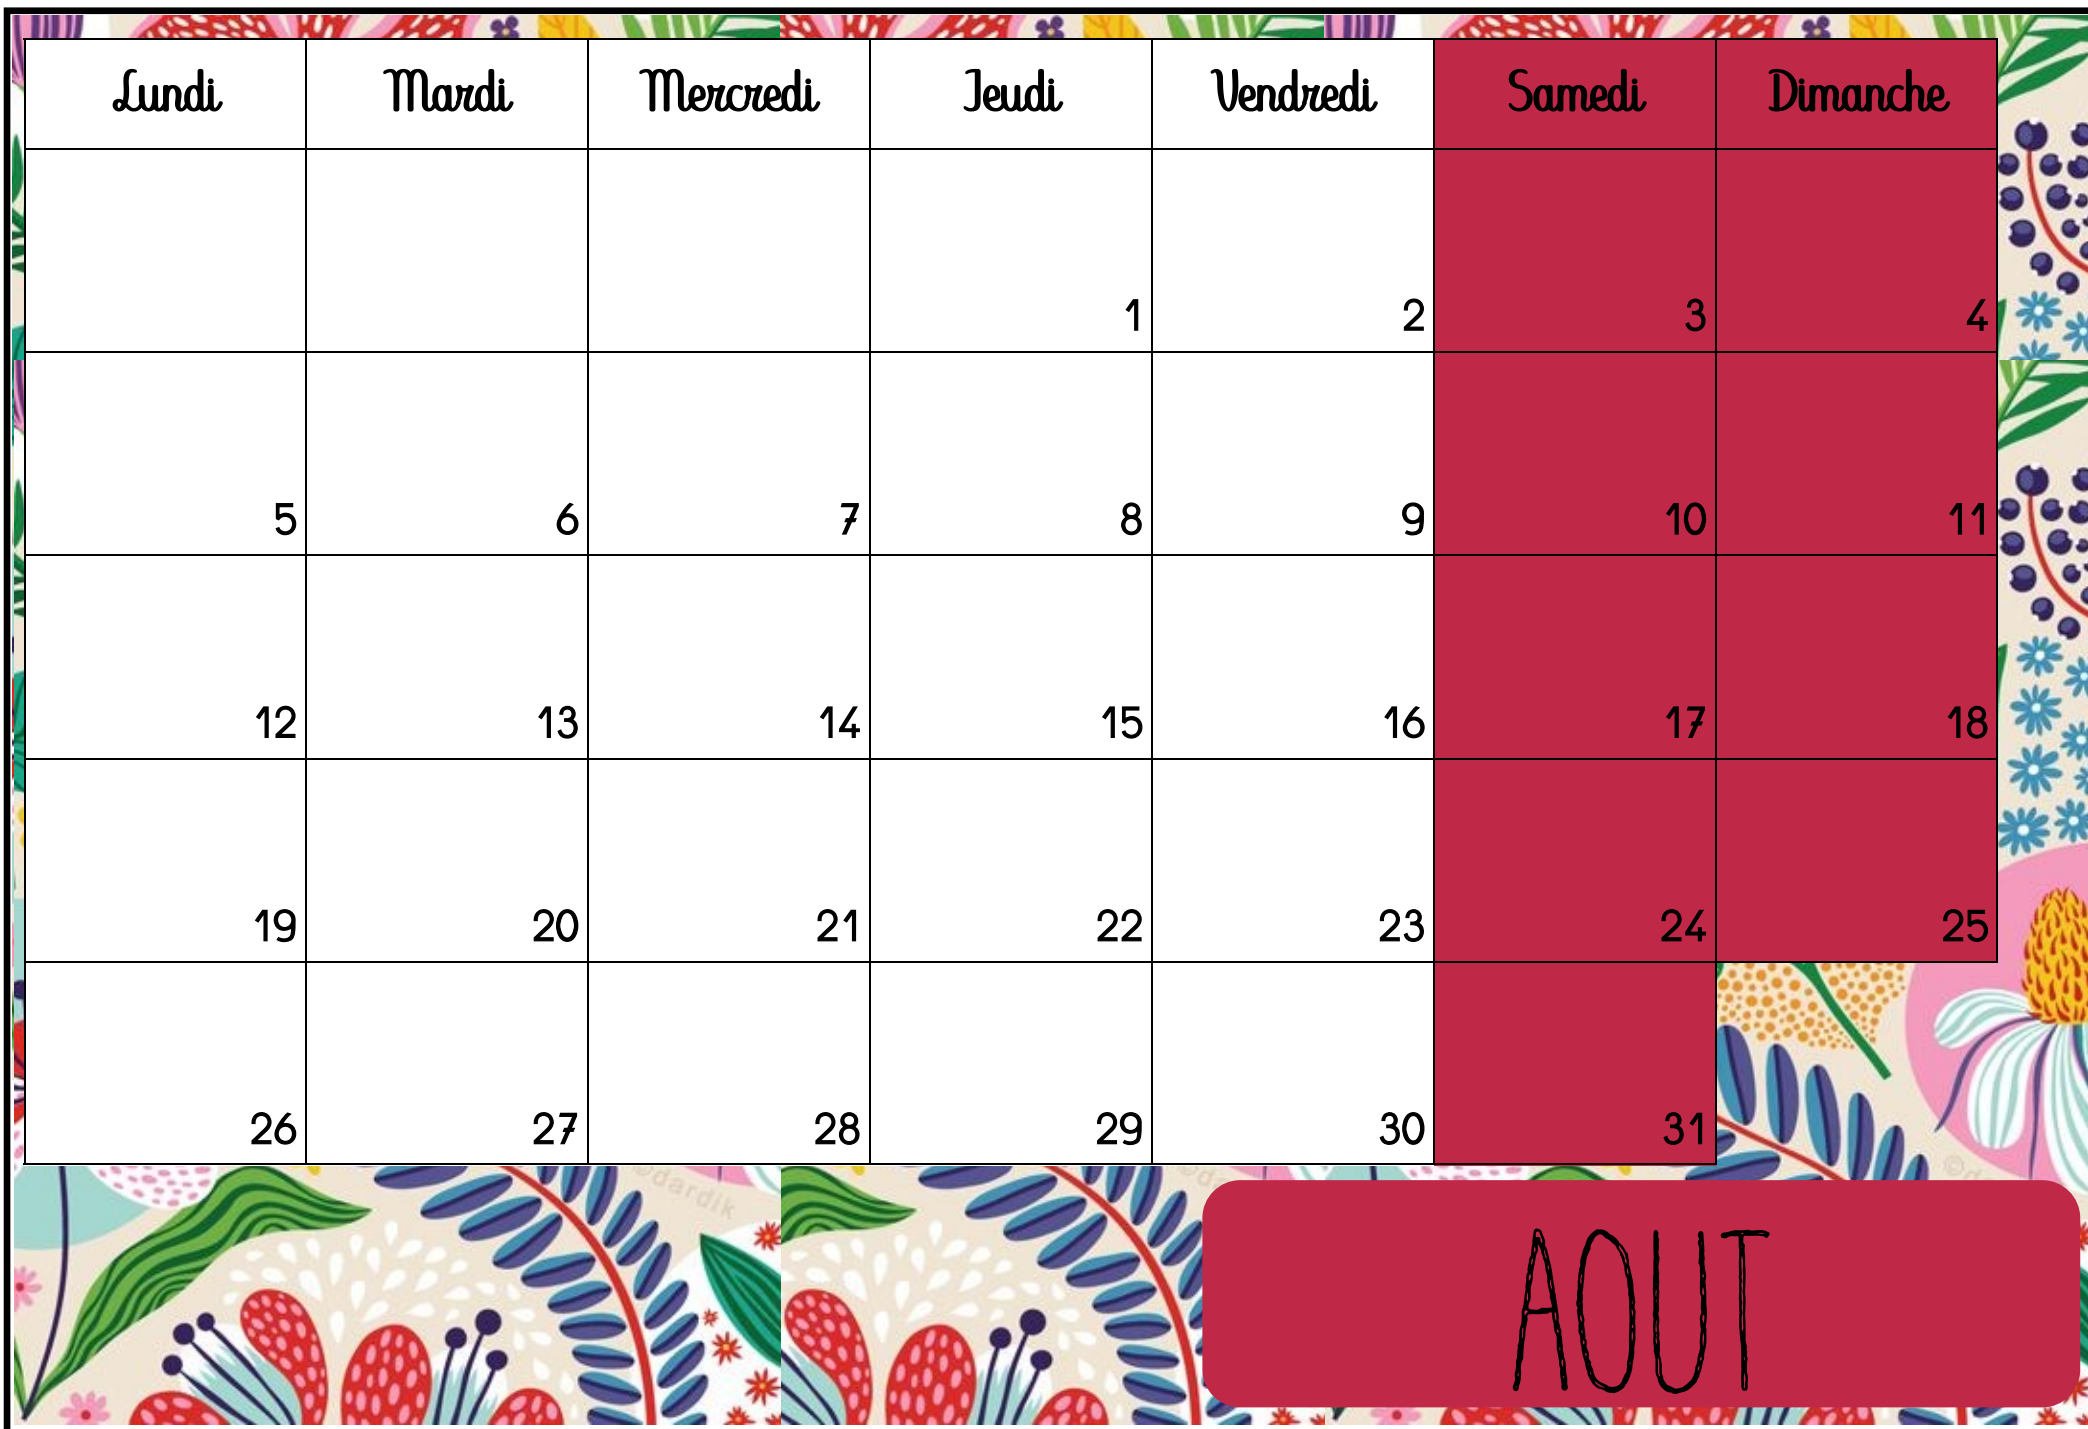 Lundi Mardi Mercredi Jeudi Vendredi Samedi Dimanche
1 2 3 4
5 6 7 8 9 10 11
12 13 14 15 16 17 18
19 20 21 22 23 24 25
26 27 28 29 30 31
©dardik
AOUT